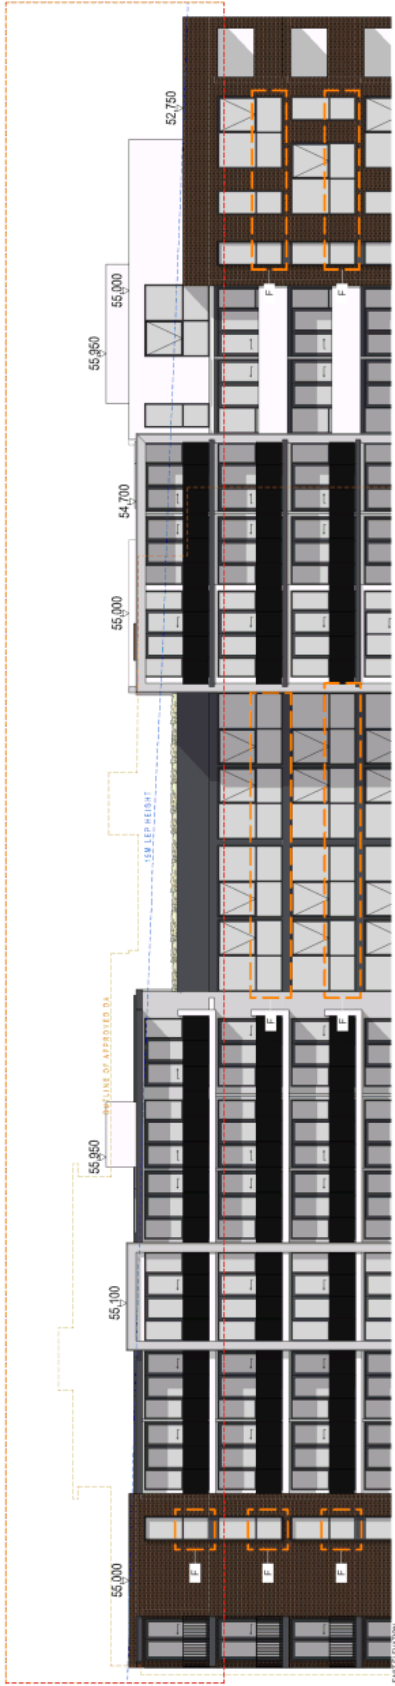 55,000
55,100
55,950
OUTLINE OF APPROVED DA
15M LEP HEIGHT
55,000
54,700
55,950
55,000
52,750
F
F
F
F
F
F
F